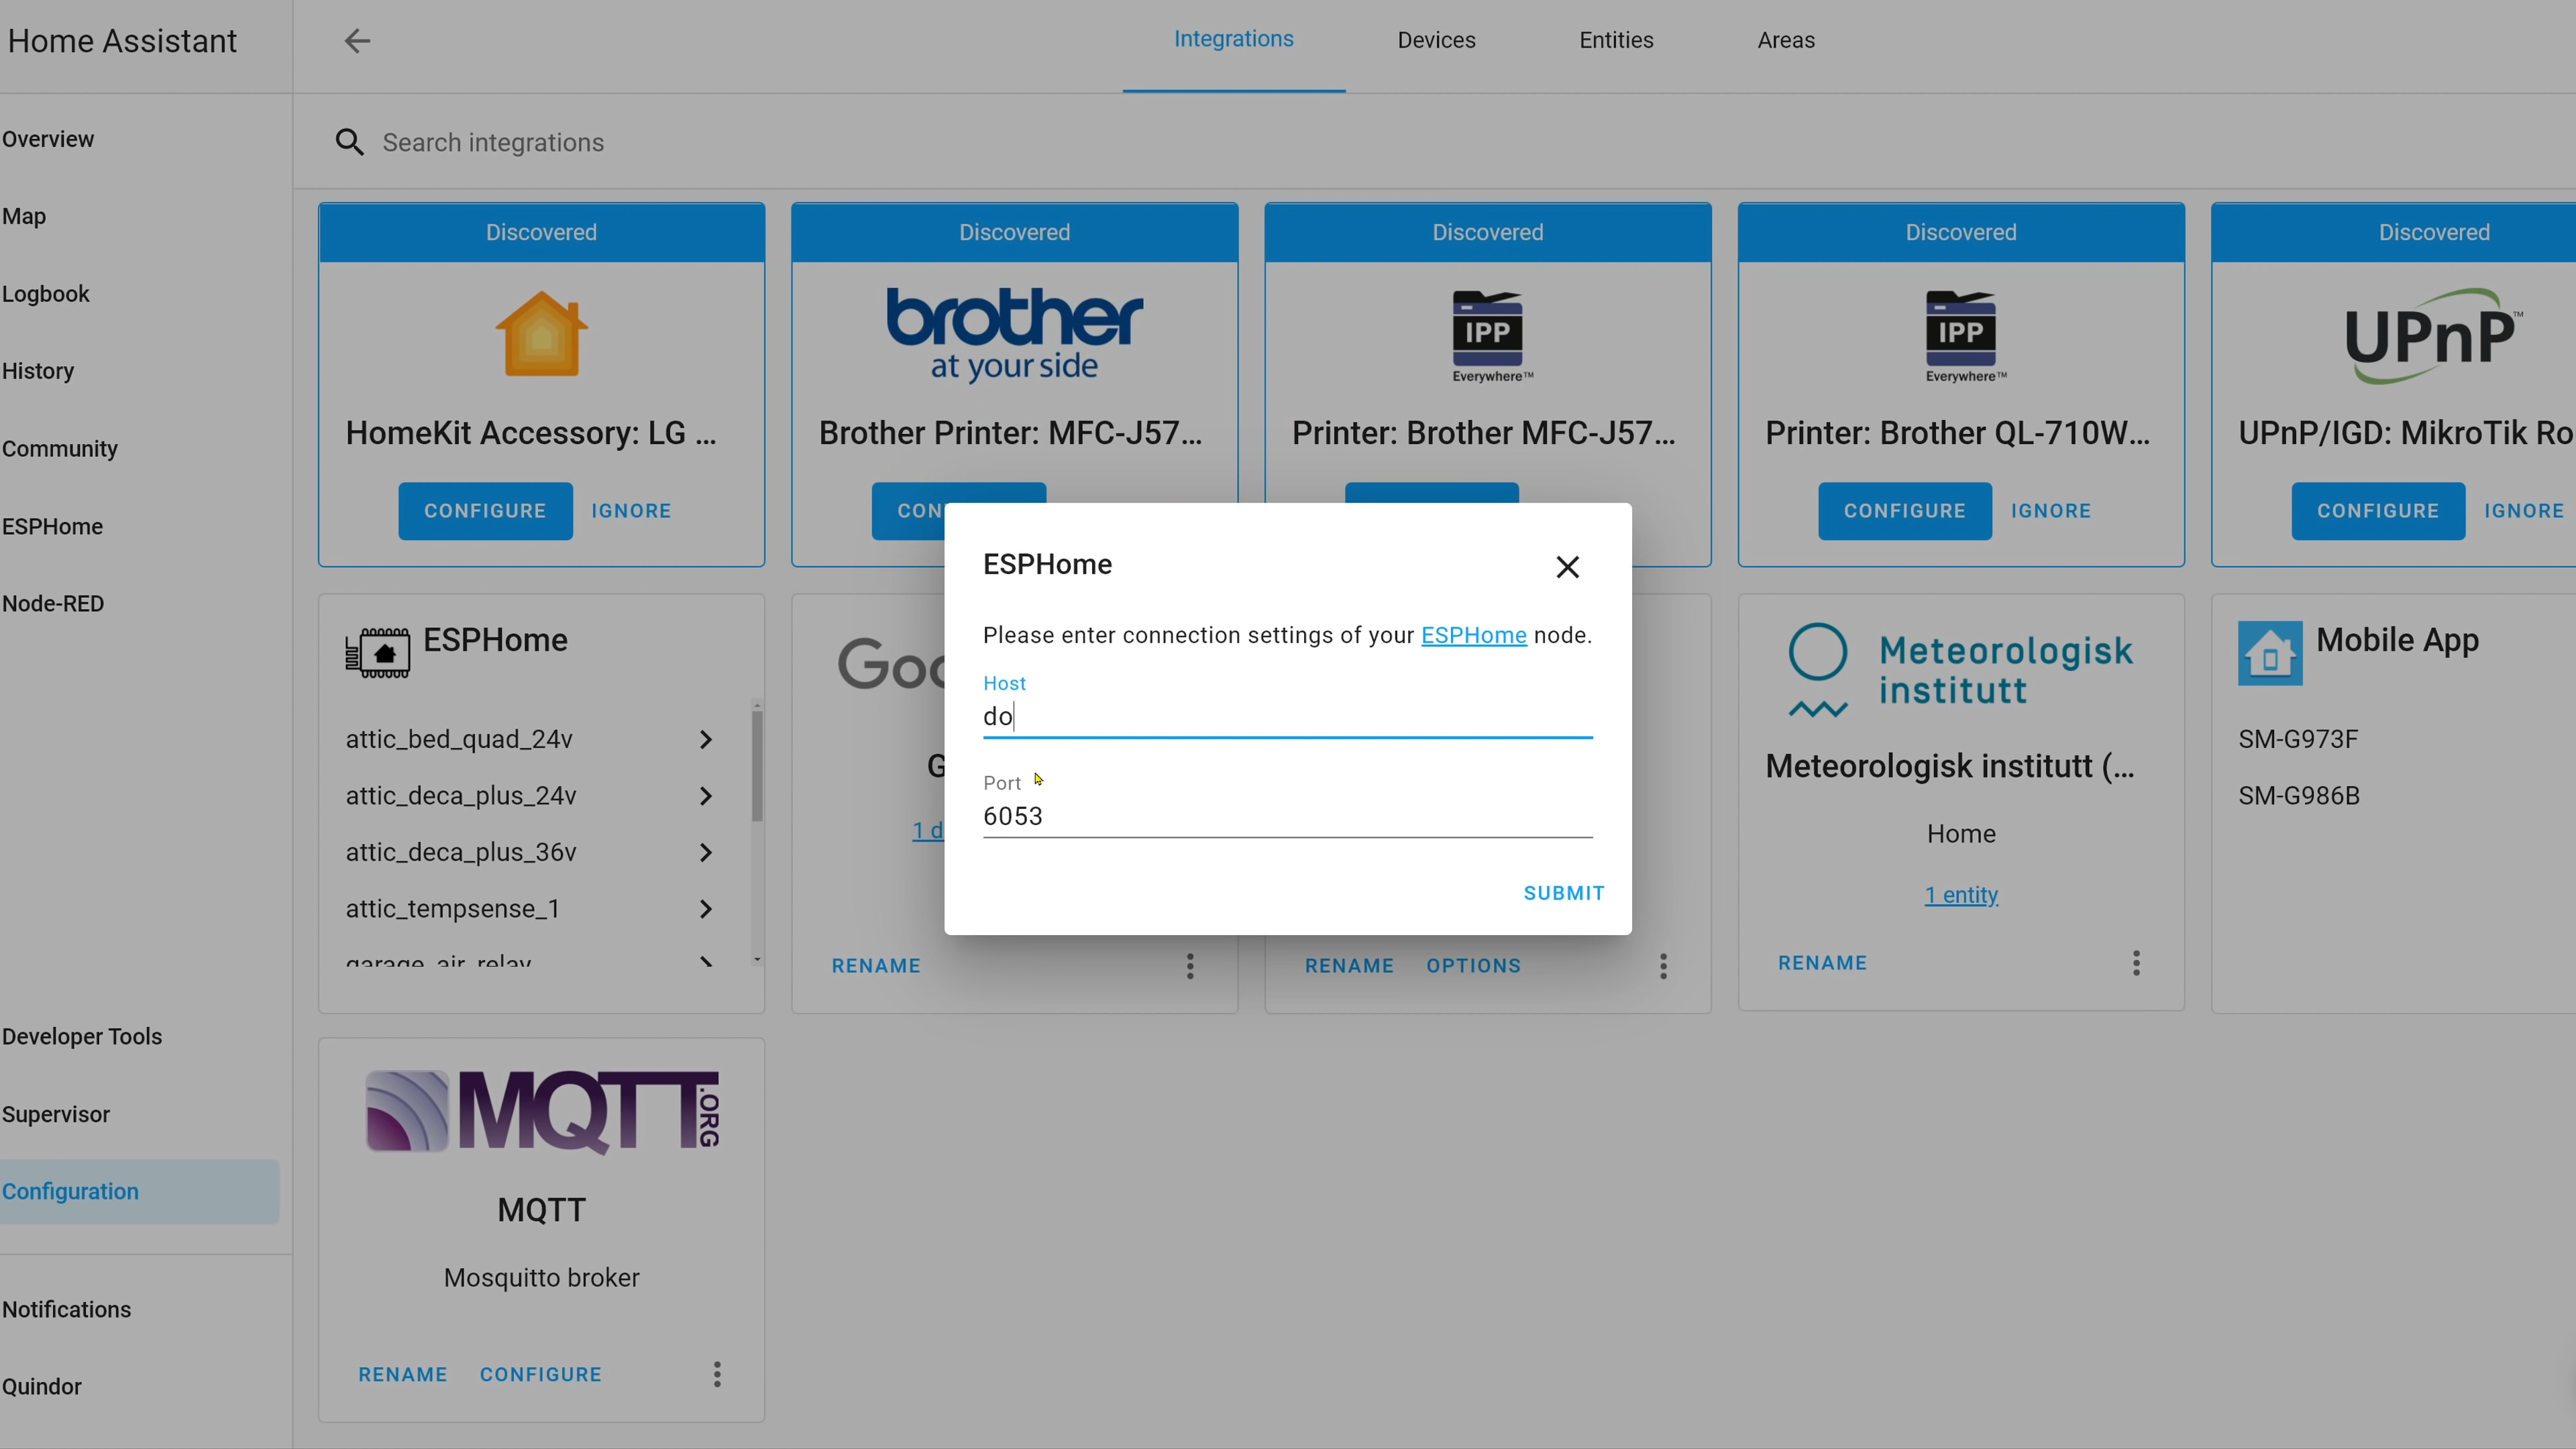 Home Assistant
Integrations
Devices
Entities
Areas
Overview
Map
Logbook
History
Community
ESPHome
Node-RED
Developer Tools
Supervisor
Configuration
Notifications
Quindor
Search integrations
Discovered
HomeKit Accessory: LG ...
CONFIGURE IGNORE
Discovered
brother
at your side
Brother Printer: MFC-J57...
CON
Discovered
IPP
Everywhere™
Printer: Brother MFC-J57...
Discovered
IPP
Everywhere™
Printer: Brother QL-710W...
CONFIGURE IGNORE
Discovered
UPnP™
UPnP/IGD: MikroTik Ro
CONFIGURE IGNORE
ESPHome
Please enter connection settings of your ESPHome node.
Host
do
Port
6053
SUBMIT
ESPHome
attic_bed_quad_24v
attic_deca_plus_24v
attic_deca_plus_36v
attic_tempsense_1
garage_air_relay
Goo
G
1 d
RENAME
RENAME OPTIONS
Meteorologisk
institutt
Meteorologisk institutt (...
Home
1 entity
RENAME
Mobile App
SM-G973F
SM-G986B
MQTT.ORG
MQTT
Mosquitto broker
RENAME CONFIGURE